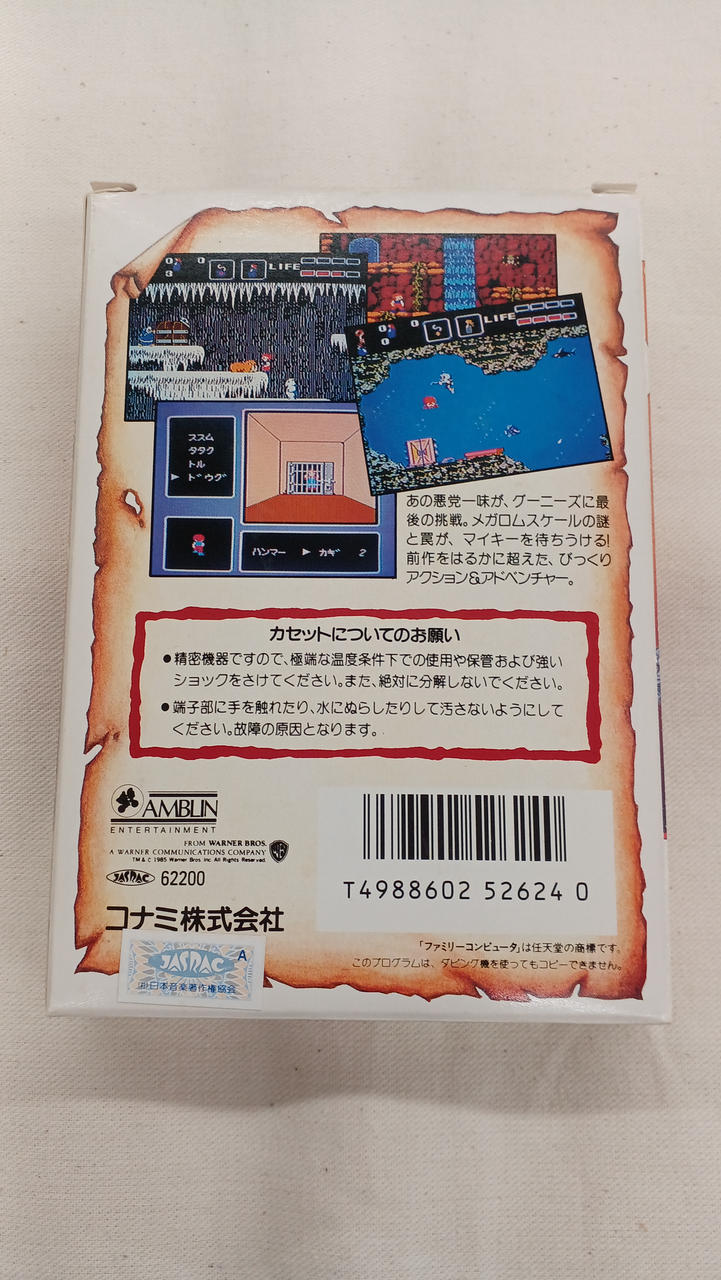 LIFE
LIFE
ススム
タタク
トル
▶ ドウグ
ハンマー ▶ カギ 2
あの悪党一味が、グーニーズに最
後の挑戦。メガロムスケールの謎
と罠が、マイキーを待ちうける!
前作をはるかに超えた、びっくり
アクション&アドベンチャー。
カセットについてのお願い
●精密機器ですので、極端な温度条件下での使用や保管および強い
ショックをさけてください。また、絶対に分解しないでください。
●端子部に手を触れたり、水にぬらしたりして汚さないようにして
ください。故障の原因となります。
AMBLIN
ENTERTAINMENT
FROM WARNER BROS.
A WARNER COMMUNICATIONS COMPANY
TM & © 1985 Warner Bros. Inc. All Rights Reserved.
JASRAC 62200
コナミ株式会社
T4988602 52624 0
「ファミリーコンピュータ」は任天堂の商標です。
このプログラムは、ダビング機を使ってもコピーできません。
JASRAC A
(社)日本音楽著作権協会